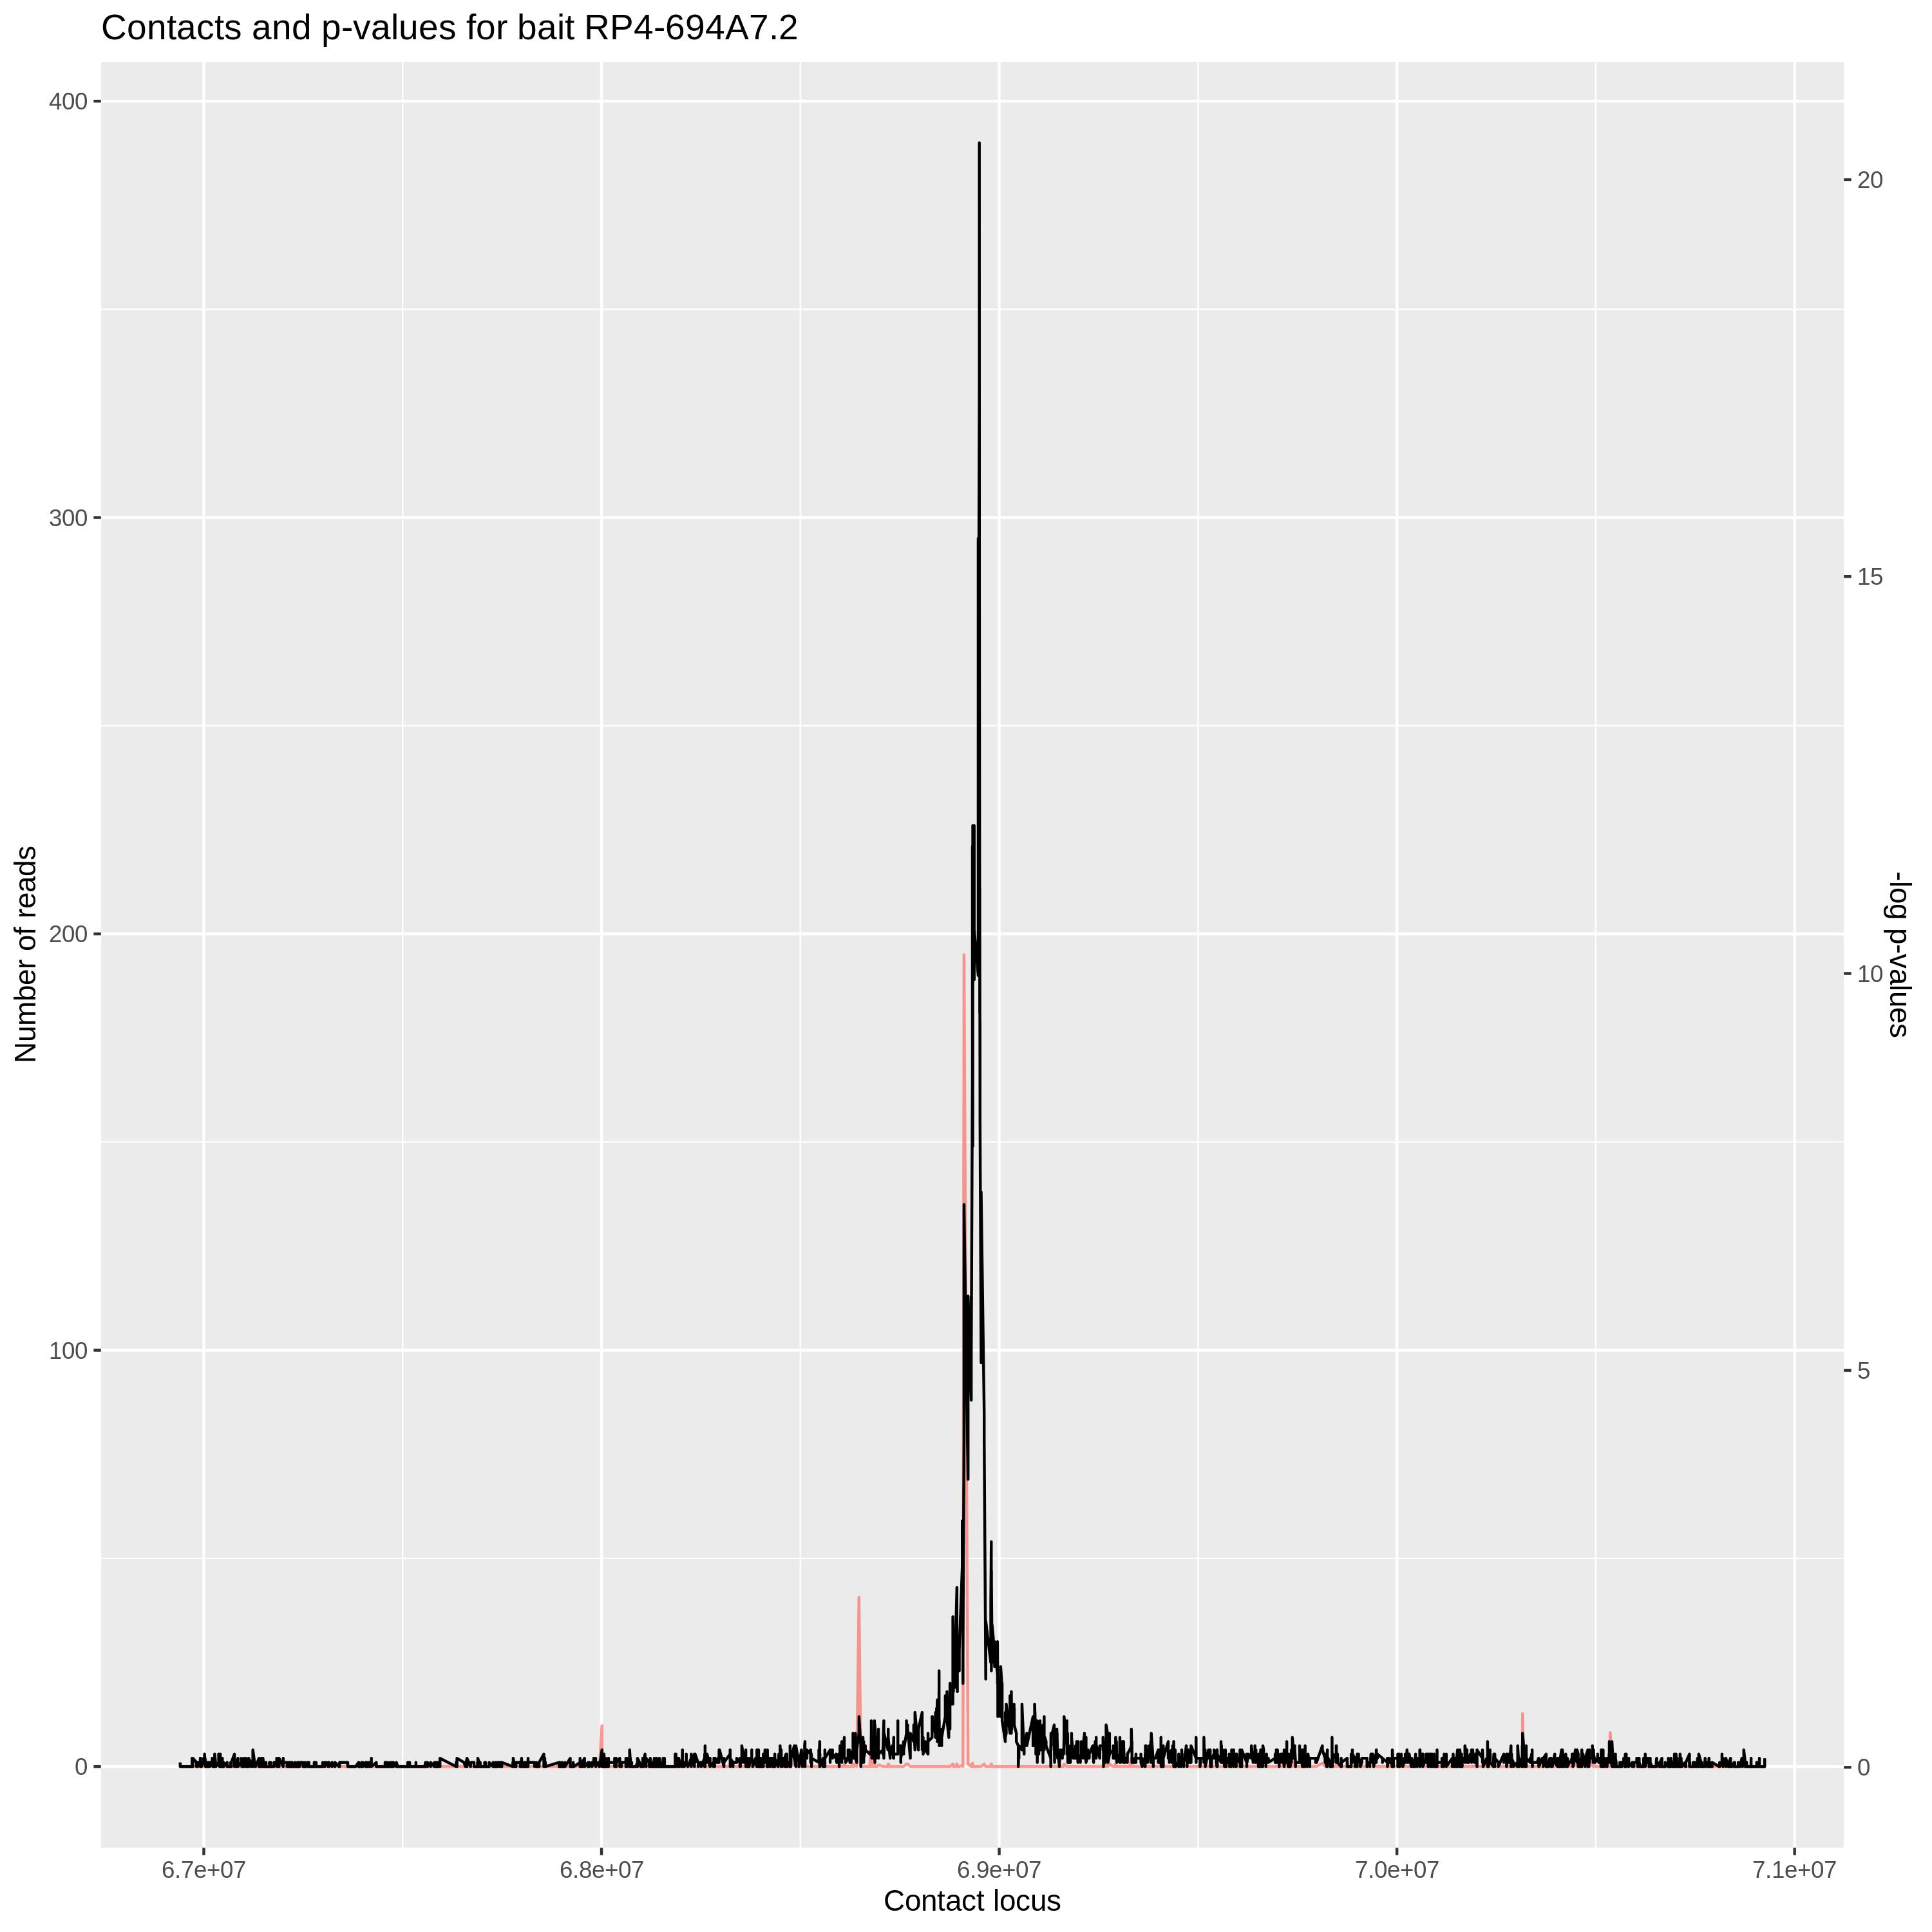 Contacts and p-values for bait RP4-694A7.2
400
300
200
100
0
Number of reads
20
15
10
5
0
-log p-values
6.7e+07
6.8e+07
6.9e+07
7.0e+07
7.1e+07
Contact locus